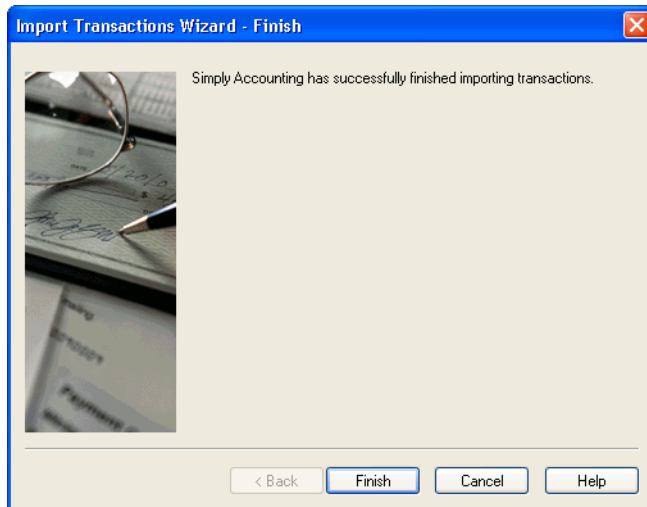 Import Transactions Wizard - Finish
Simply Accounting has successfully finished importing transactions.
< Back
Finish
Cancel
Help